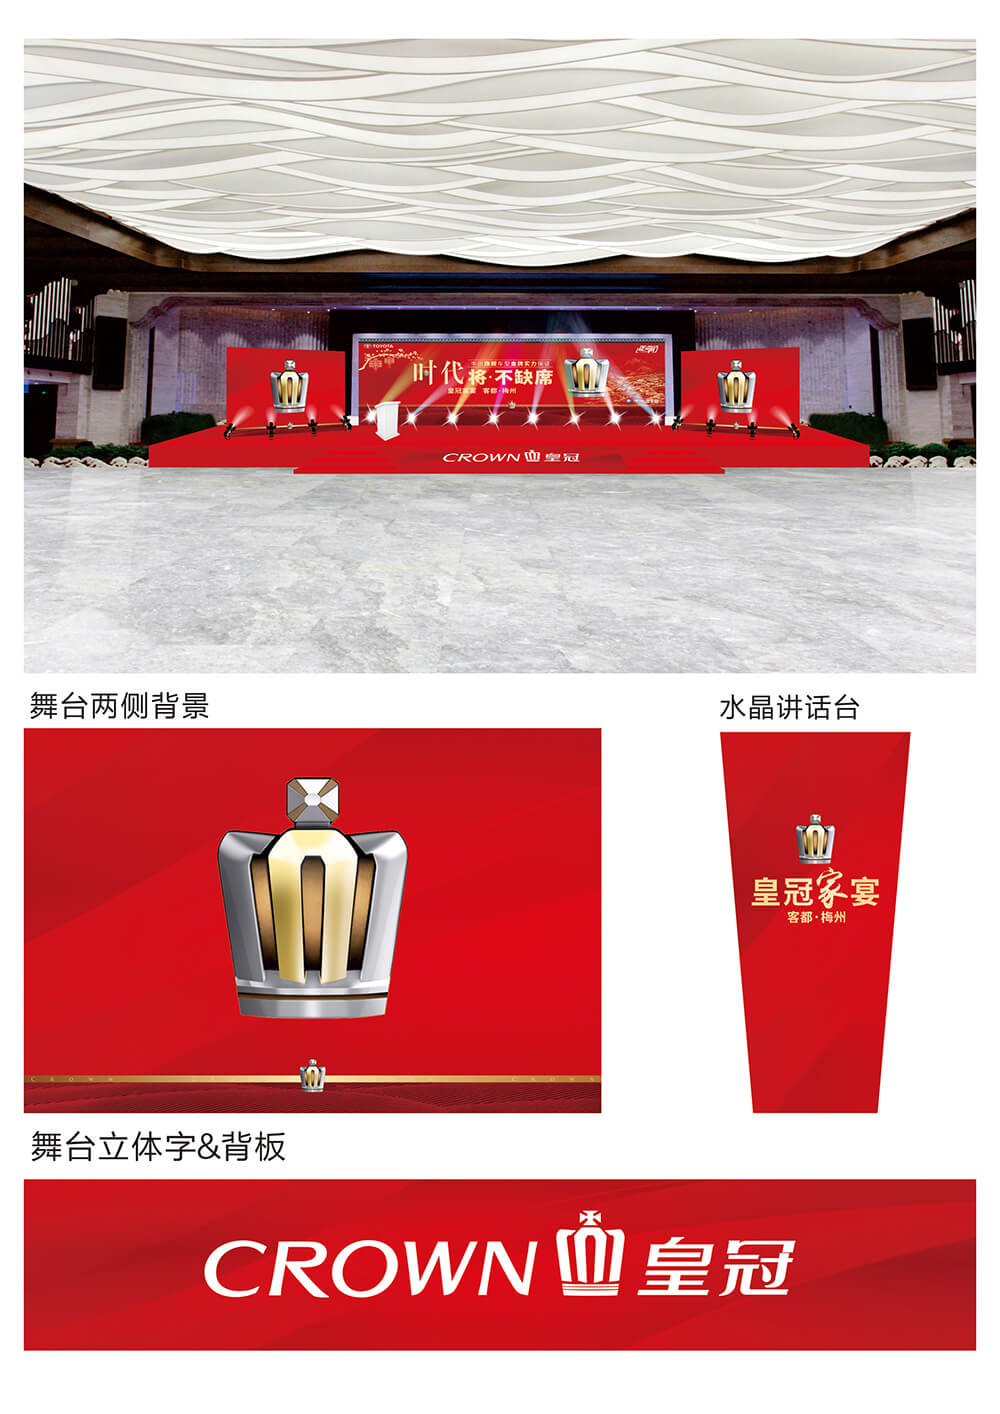 TOYOTA
时代 将·不缺席
皇冠家宴 客都·梅州
CROWN 皇冠
舞台两侧背景
水晶讲话台
CROWN
皇冠家宴
客都·梅州
舞台立体字&背板
CROWN 皇冠